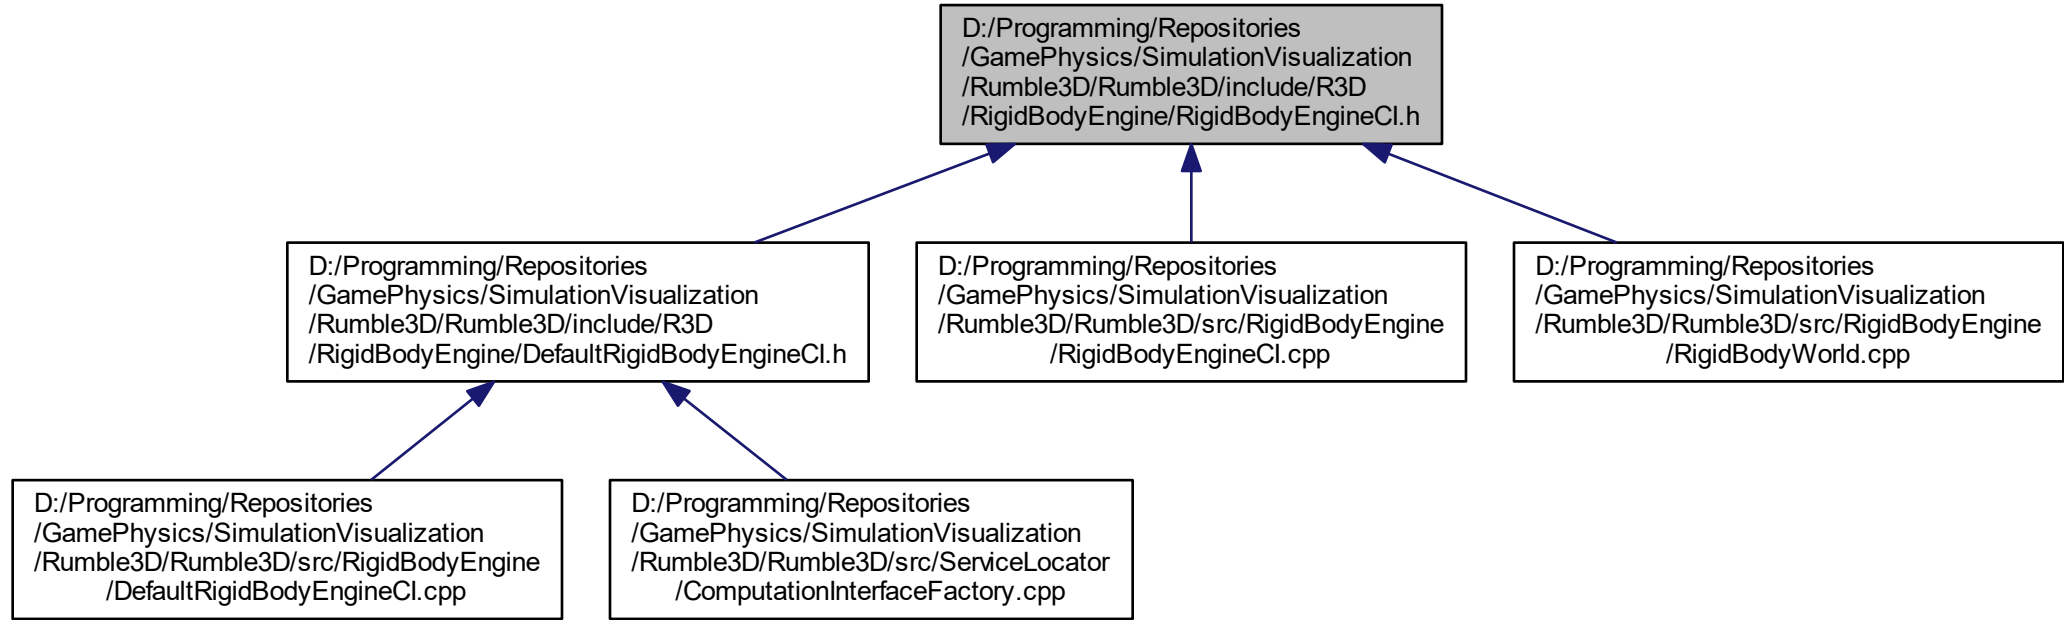 D:/Programming/Repositories
/GamePhysics/SimulationVisualization
/Rumble3D/Rumble3D/include/R3D
/RigidBodyEngine/RigidBodyEngineCI.h
D:/Programming/Repositories
/GamePhysics/SimulationVisualization
/Rumble3D/Rumble3D/include/R3D
/RigidBodyEngine/DefaultRigidBodyEngineCI.h
D:/Programming/Repositories
/GamePhysics/SimulationVisualization
/Rumble3D/Rumble3D/src/RigidBodyEngine
/RigidBodyEngineCI.cpp
D:/Programming/Repositories
/GamePhysics/SimulationVisualization
/Rumble3D/Rumble3D/src/RigidBodyEngine
/RigidBodyWorld.cpp
D:/Programming/Repositories
/GamePhysics/SimulationVisualization
/Rumble3D/Rumble3D/src/RigidBodyEngine
/DefaultRigidBodyEngineCI.cpp
D:/Programming/Repositories
/GamePhysics/SimulationVisualization
/Rumble3D/Rumble3D/src/ServiceLocator
/ComputationInterfaceFactory.cpp